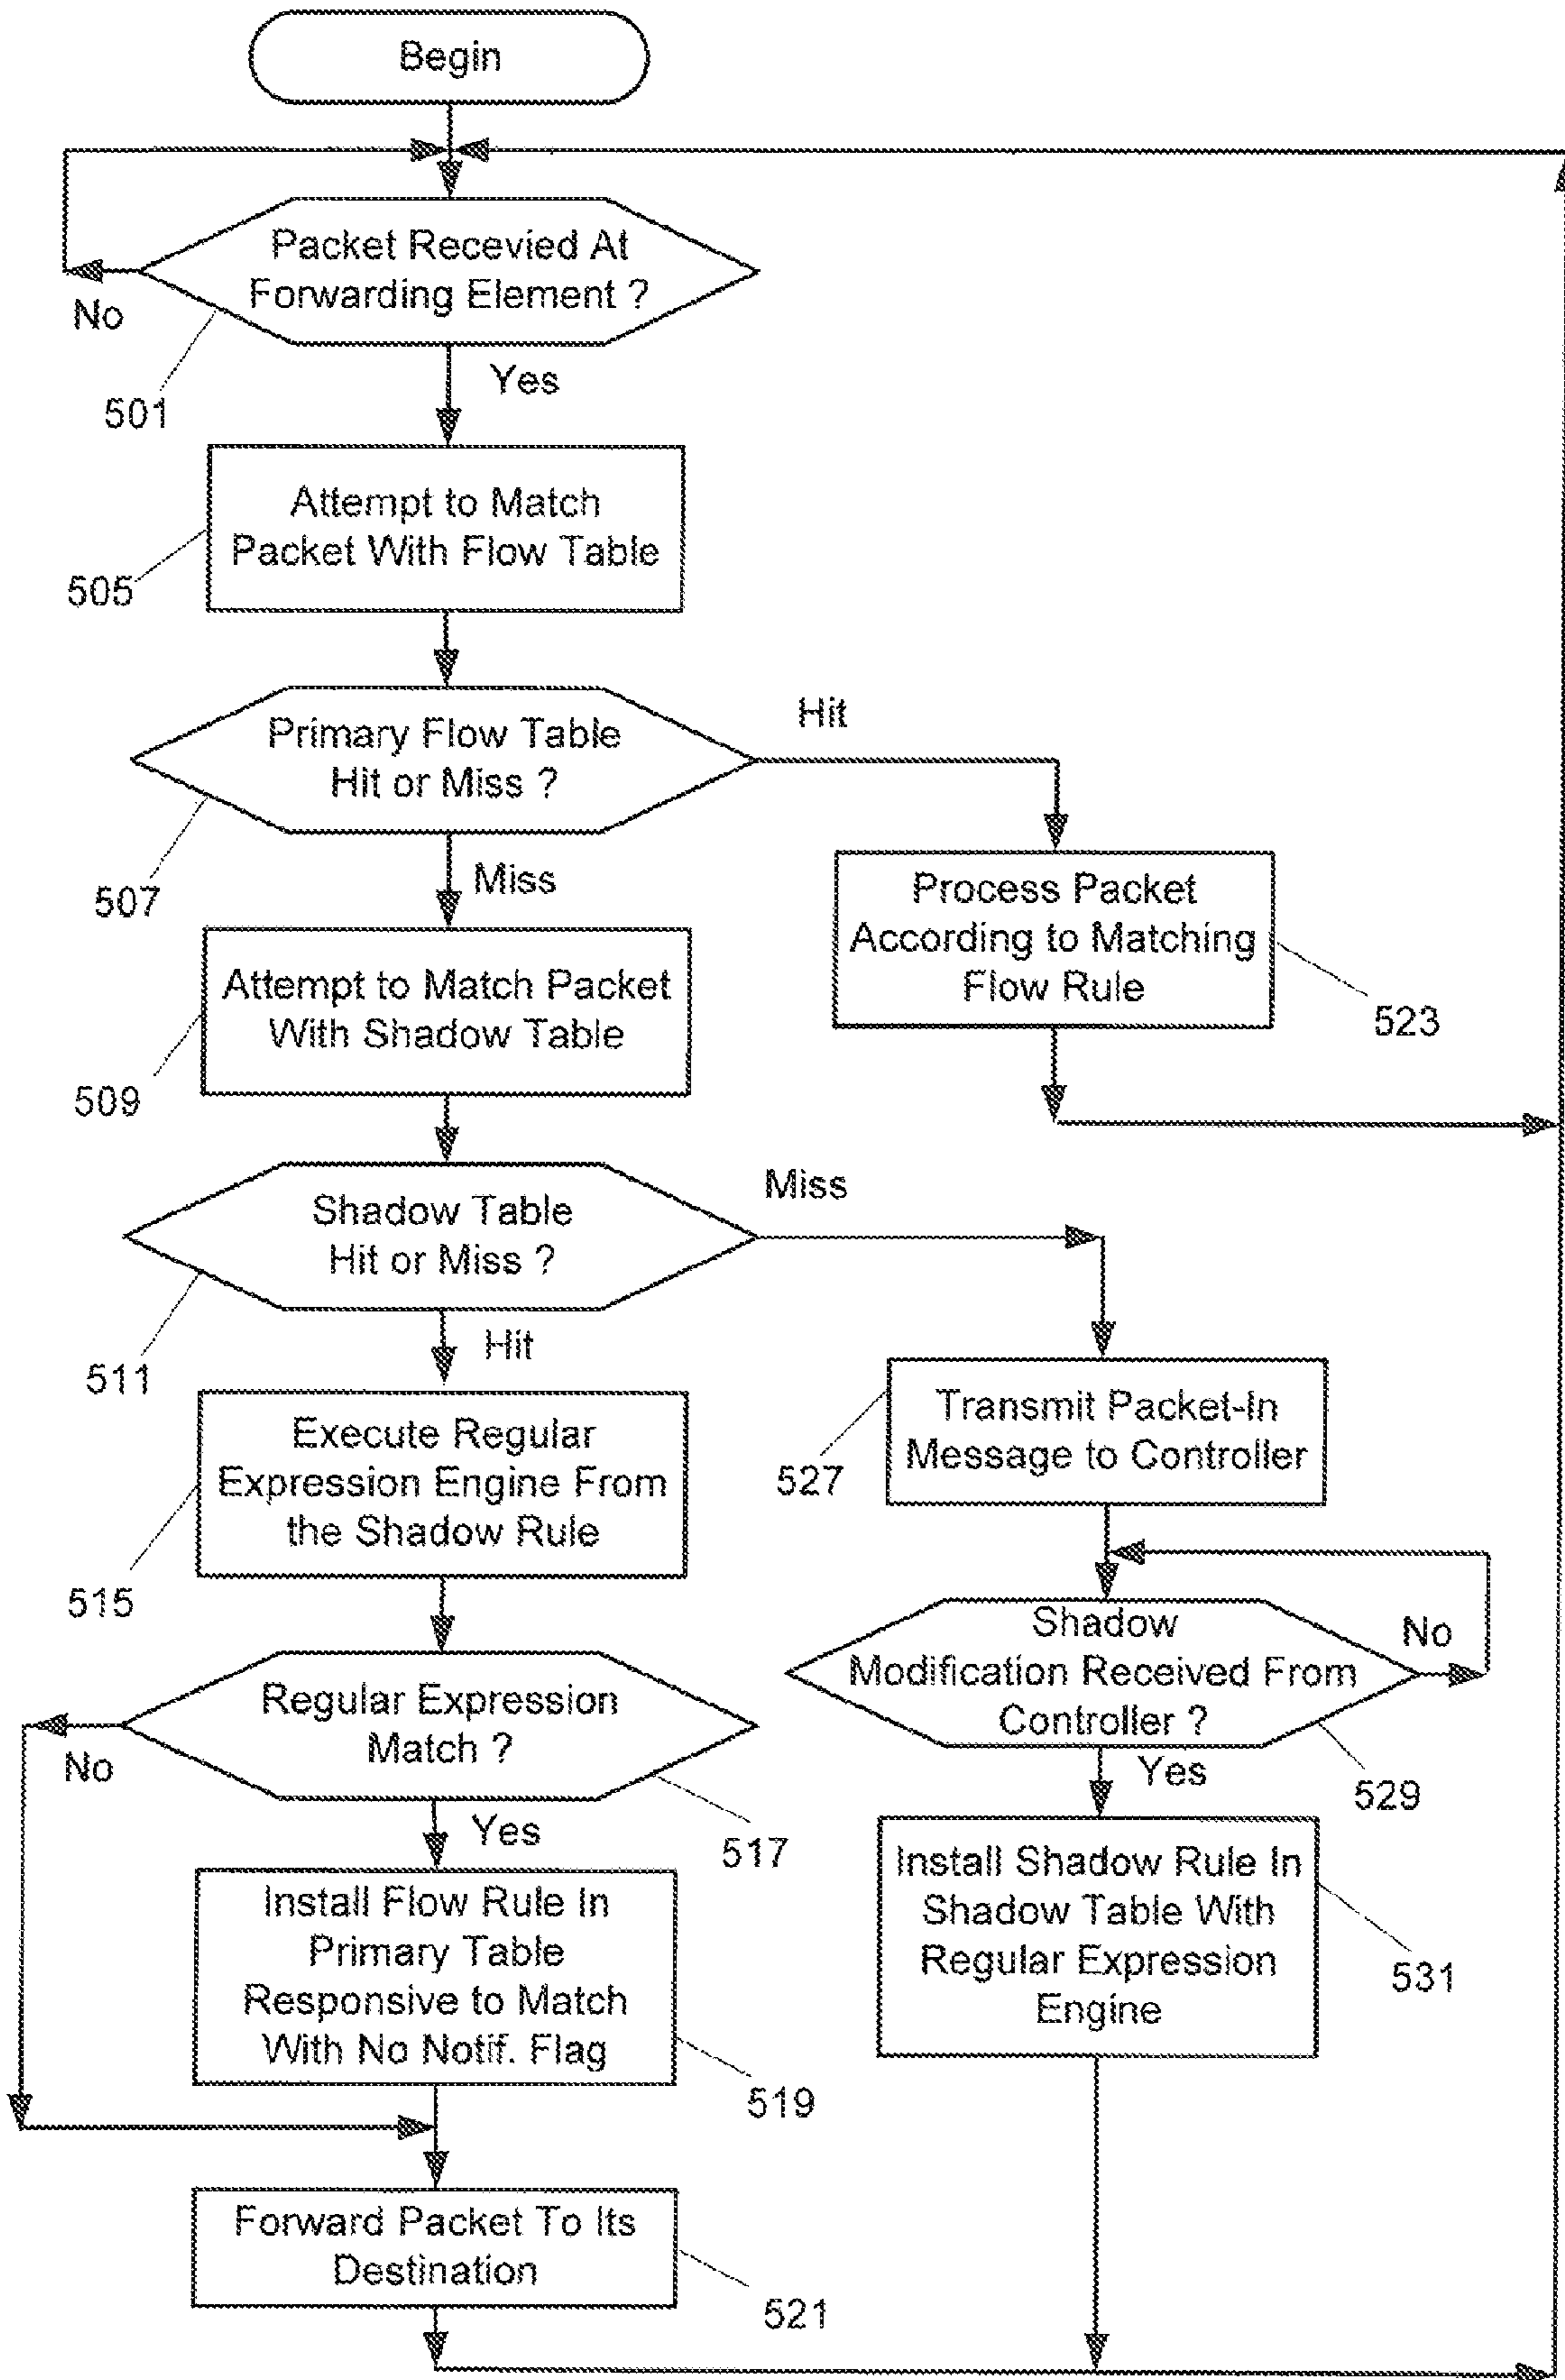 Begin
Packet Recevied At
Forwarding Element ?
No
501
Yes
Attempt to Match
Packet With Flow Table
505
Primary Flow Table
Hit or Miss ?
Hit
507
Miss
Process Packet
According to Matching
Flow Rule
523
Attempt to Match Packet
With Shadow Table
509
Shadow Table
Hit or Miss ?
Miss
511
Hit
Execute Regular
Expression Engine From
the Shadow Rule
515
Transmit Packet-In
Message to Controller
527
Shadow
Modification Received From
Controller ?
No
529
Yes
Regular Expression
Match ?
No
517
Yes
Install Flow Rule In
Primary Table
Responsive to Match
With No Notif. Flag
519
Install Shadow Rule In
Shadow Table With
Regular Expression
Engine
531
Forward Packet To Its
Destination
521